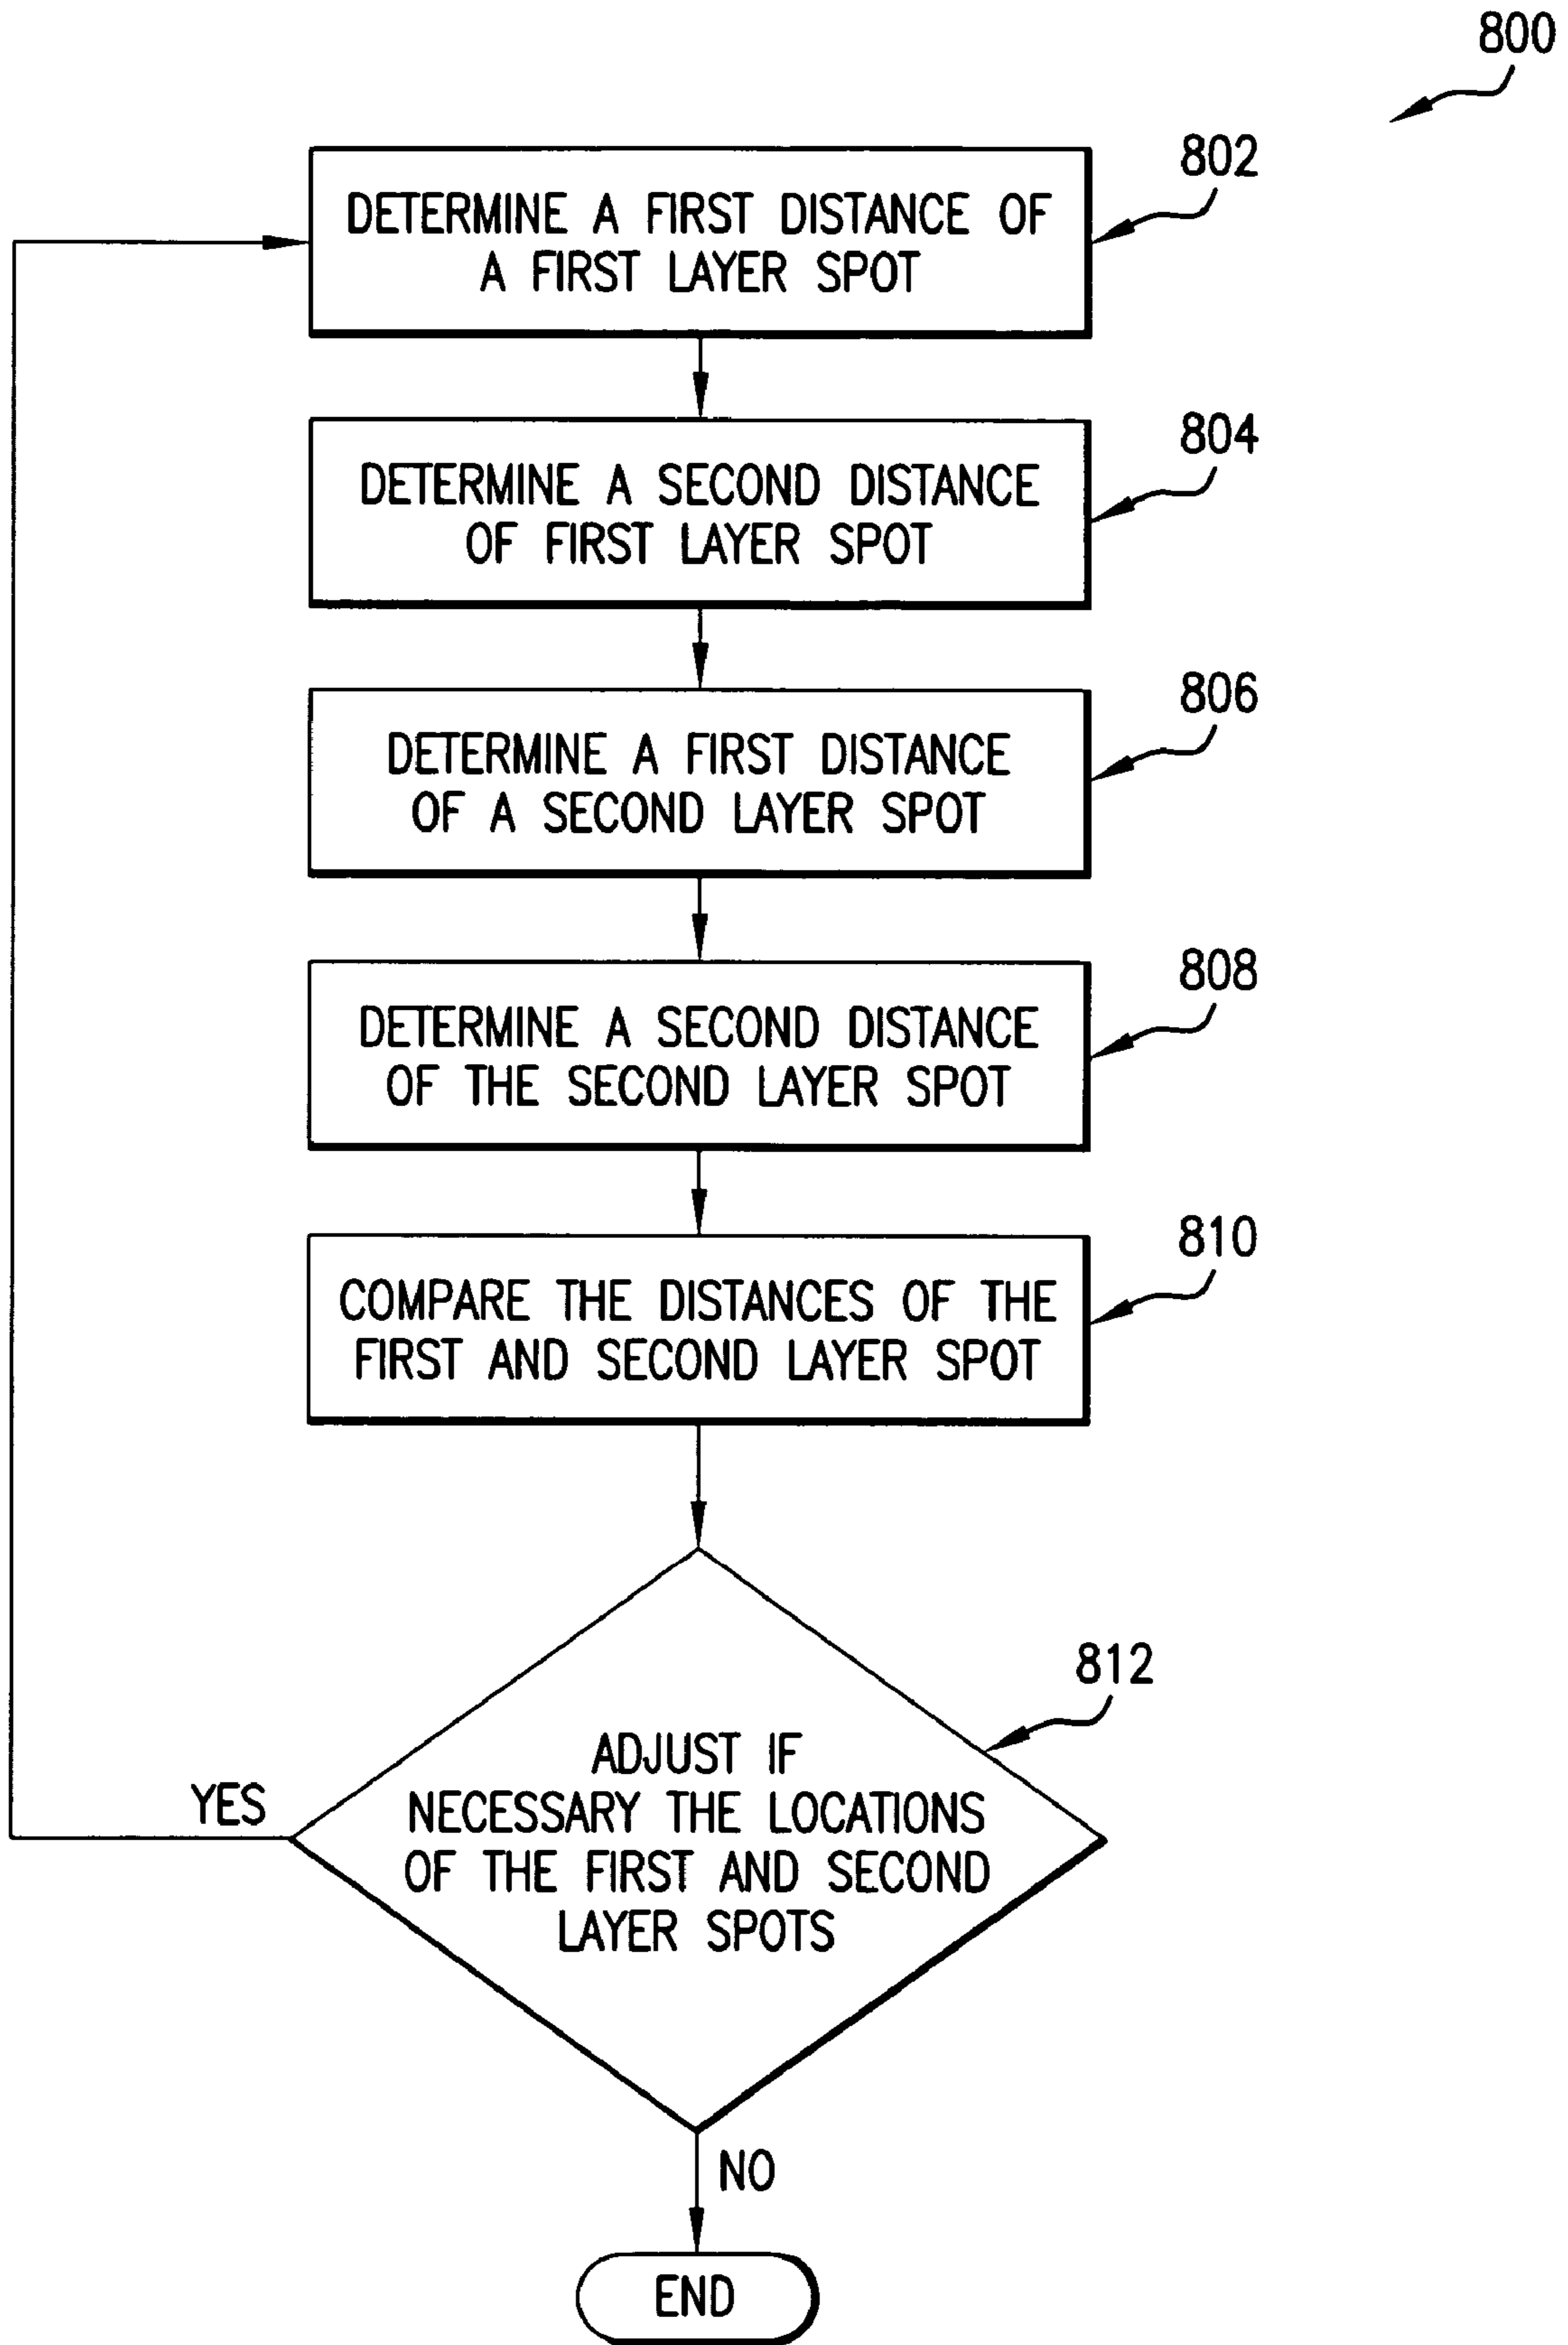 800
802
DETERMINE A FIRST DISTANCE OF
A FIRST LAYER SPOT
804
DETERMINE A SECOND DISTANCE
OF FIRST LAYER SPOT
806
DETERMINE A FIRST DISTANCE
OF A SECOND LAYER SPOT
808
DETERMINE A SECOND DISTANCE
OF THE SECOND LAYER SPOT
810
COMPARE THE DISTANCES OF THE
FIRST AND SECOND LAYER SPOT
812
ADJUST IF
NECESSARY THE LOCATIONS
OF THE FIRST AND SECOND
LAYER SPOTS
YES
NO
END